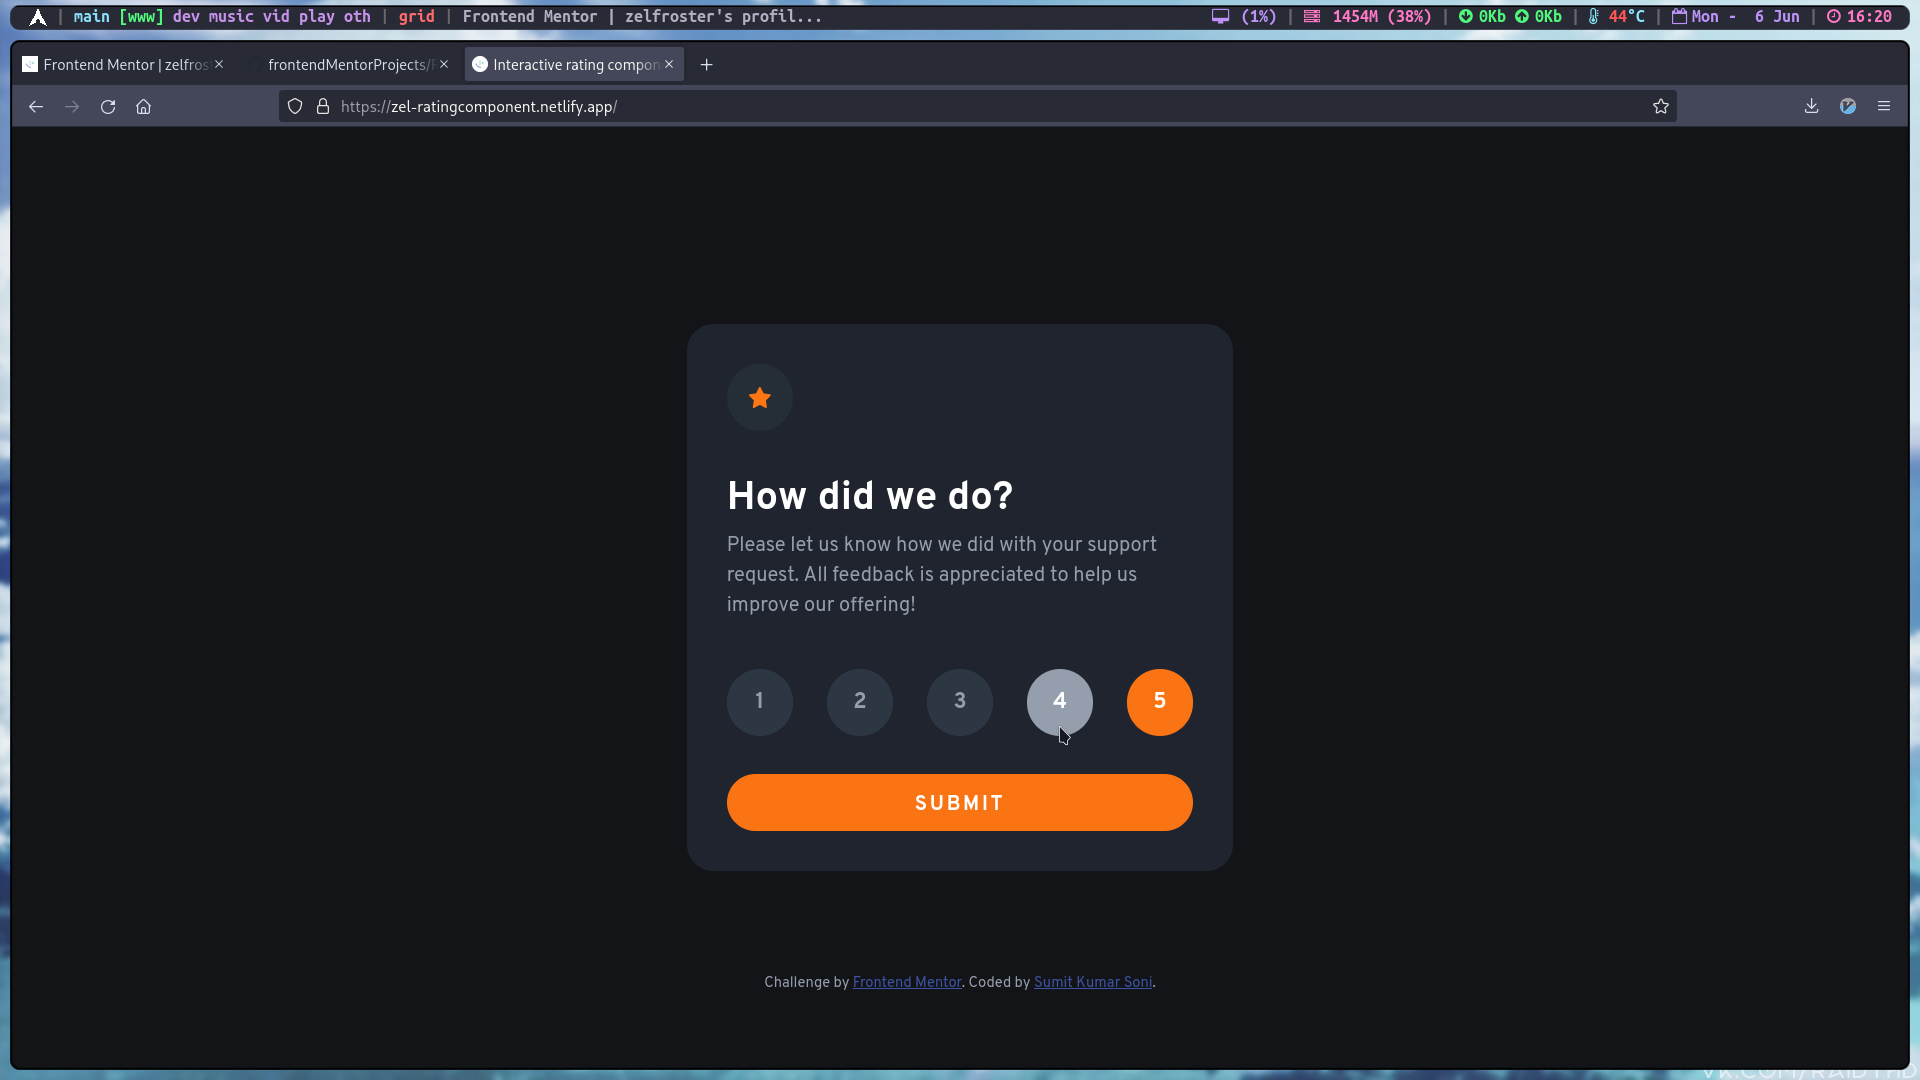 | main [www] dev music vid play oth | grid | Frontend Mentor | zelfroster's profil...
(1%) | 1454M (38%) | 0Kb 0Kb | 44°C | Mon - 6 Jun | 16:20
Frontend Mentor | zelfros
frontendMentorProjects/
Interactive rating compon
https://zel-ratingcomponent.netlify.app/
How did we do?
Please let us know how we did with your support
request. All feedback is appreciated to help us
improve our offering!
1 2 3 4 5
SUBMIT
Challenge by Frontend Mentor. Coded by Sumit Kumar Soni.